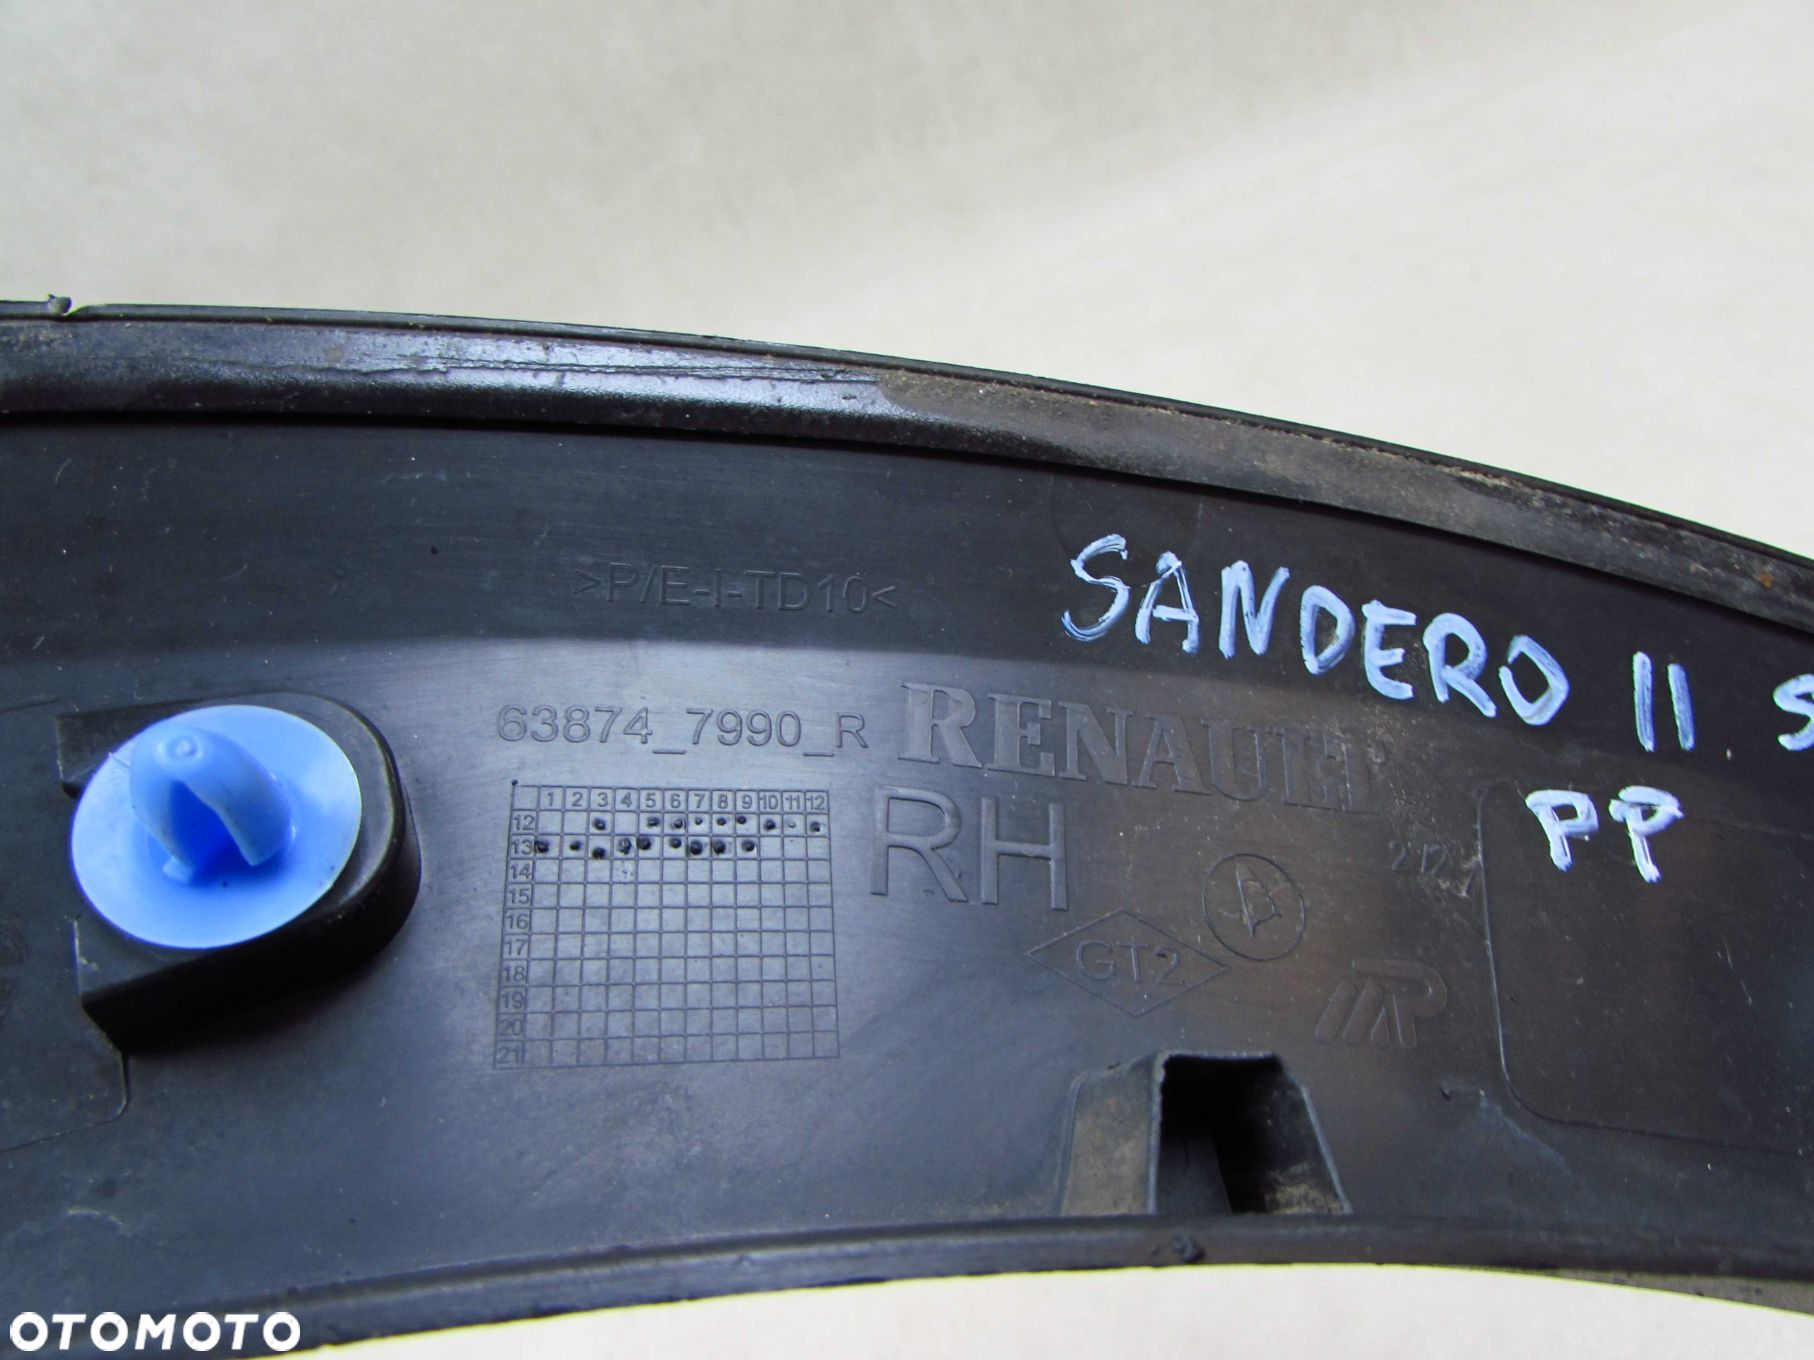 >P/E-I-TD10<
SANDERO II S
63874_7990_R RENAULT
PP
RH
1 2 3 4 5 6 7 8 9 10 11 12
12
13
14
15
16
17
18
19
20
21
GT2
OTOMOTO